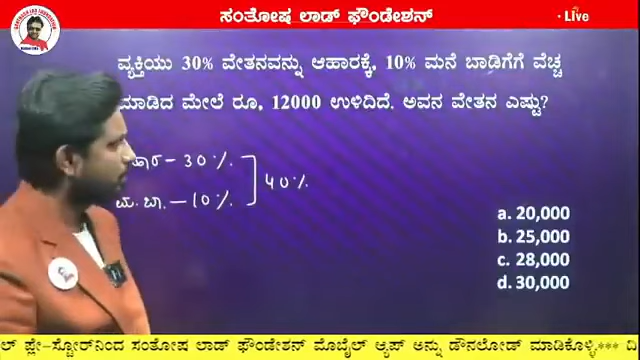 ಸಂತೋಷ ಲಾಡ್ ಫೌಂಡೇಶನ್
Live
ವ್ಯಕ್ತಿಯು 30% ವೇತನವನ್ನು ಆಹಾರಕ್ಕೆ, 10% ಮನೆ ಬಾಡಿಗೆಗೆ ವೆಚ್ಚ
ಮಾಡಿದ ಮೇಲೆ ರೂ, 12000 ಉಳಿದಿದೆ. ಅವನ ವೇತನ ಎಷ್ಟು?
30%
40%
ಮ. ಬಾ. – 10%
a. 20,000
b. 25,000
c. 28,000
d. 30,000
ಪ್ಲೇ-ಸ್ಟೋರ್‌ನಿಂದ ಸಂತೋಷ ಲಾಡ್ ಫೌಂಡೇಶನ್ ಮೊಬೈಲ್ ಆ್ಯಪ್ ಅನ್ನು ಡೌನಲೋಡ್ ಮಾಡಿಕೊಳ್ಳಿ.***